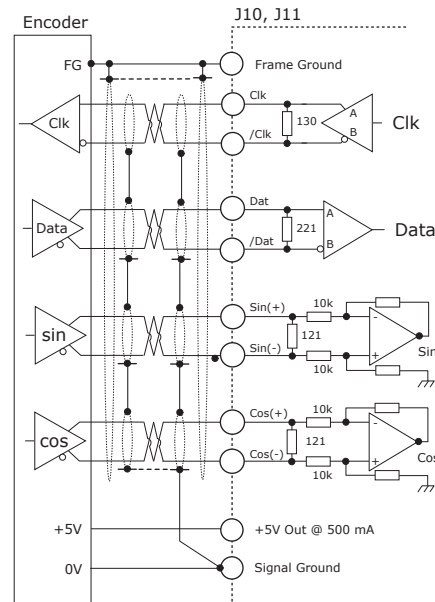 Encoder
J10, J11
FG
Frame Ground
Clk
Clk
A
130
B
Clk
/Clk
Data
Dat
A
221
B
Data
/Dat
sin
Sin(+)
10k
-
121
+
Sin
Sin(-)
10k
cos
Cos(+)
10k
-
121
+
Cos
Cos(-)
10k
+5V
+5V Out @ 500 mA
0V
Signal Ground